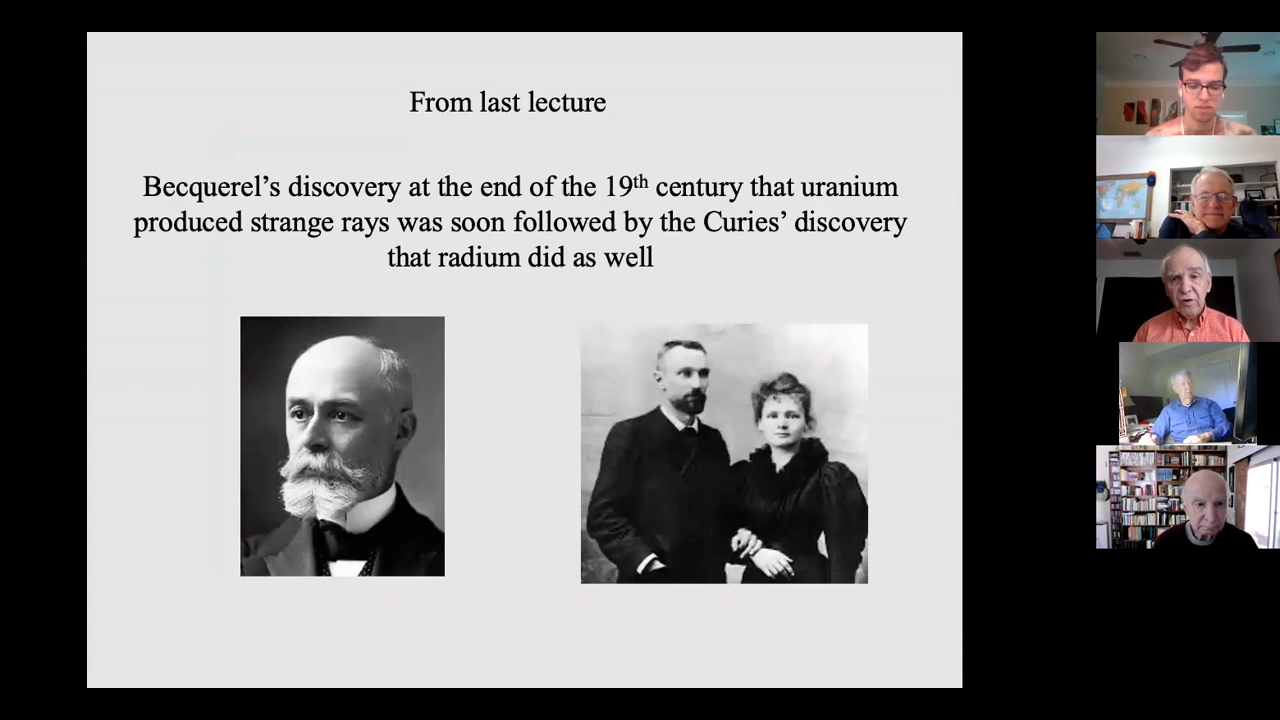 From last lecture
Becquerel’s discovery at the end of the 19th century that uranium
produced strange rays was soon followed by the Curies’ discovery
that radium did as well